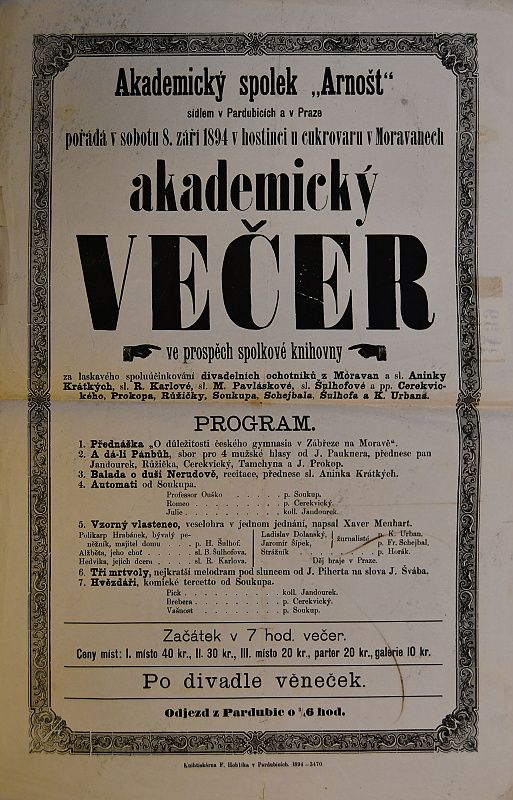 Akademický spolek „Arnošt“
sídlem v Pardubicích a v Praze
pořádá v sobotu 8. září 1894 v hostinci u cukrovaru v Moravanech
akademický
VEČER
ve prospěch spolkové knihovny
za laskavého spoluúčinkování divadelních ochotníků z Moravan a sl. Aninky
Krátkých, sl. R. Karlové, sl. M. Pavláskové, sl. Šulhofové a pp. Cerekvic-
kého, Prokopa, Růžičky, Soukupa, Schejbala, Šulhofa a K. Urbana.
PROGRAM.
1. Přednáška „O důležitosti českého gymnasia v Zábřeze na Moravě“.
2. A dá-li Pánbůh, sbor pro 4 mužské hlasy od J. Pauknera, přednese pan
Jandourek, Růžička, Cerekvický, Tamchyna a J. Prokop.
3. Balada o duši Nerudově, recitace, přednese sl. Aninka Krátkých.
4. Automati od Soukupa.
Professor Ouško . . . . . . . . . p. Soukup.
Romeo . . . . . . . . . p. Cerekvický.
Julie . . . . . . . . . koll. Jandourek.
5. Vzorný vlastenec, veselohra v jednom jednání, napsal Xaver Menhart.
Polikarp Hrabánek, bývalý pe- Ladislav Dolanský, } žurnalisté p. K. Urban.
něžník, majitel domu . p. H. Šulhof. Jaromír Šípek, p. Fr. Schejbal.
Alžběta, jeho choť . . . sl. B. Šulhofova. Strážník . . . . . . p. Horák.
Hedvika, jejich dcera . . . sl. R. Karlova. Děj hraje v Praze.
6. Tři mrtvoly, nejkratší melodram pod sluncem od J. Piherta na slova J. Švába.
7. Hvězdáři, komické tercetto od Soukupa.
Pick . . . . . . . . . koll. Jandourek.
Brebera . . . . . . . . . p. Cerekvický.
Vašnost . . . . . . . . . p. Soukup.
Začátek v 7 hod. večer.
Ceny míst: I. místo 40 kr., II. 30 kr., III. místo 20 kr., parter 20 kr., galerie 10 kr.
Po divadle věneček.
Odjezd z Pardubic o 6 hod.
Knihtiskárna F. Hoblíka v Pardubicích. 1894 —3470.